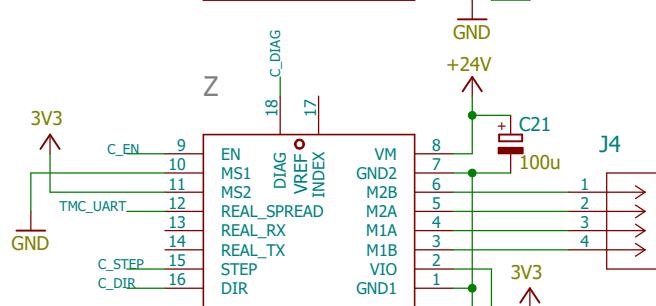 GND
+24V
C_DIAG
Z
18
17
3V3
C21
100u
J4
C_EN
9
EN
DIAG
VREF
INDEX
VM
8
10
MS1
GND2
7
11
MS2
M2B
6
1
TMC_UART
12
REAL_SPREAD
M2A
5
2
13
REAL_RX
M1A
4
3
GND
14
REAL_TX
M1B
3
4
C_STEP
15
STEP
VIO
2
3V3
C_DIR
16
DIR
GND1
1